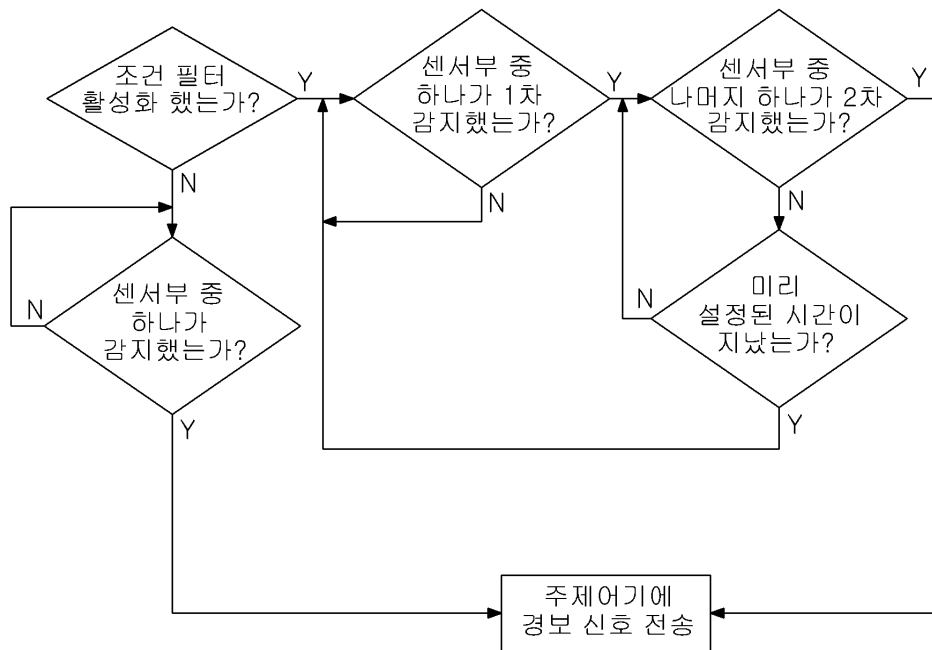 조건 필터
활성화 했는가?
Y
N
센서부 중
하나가 1차
감지했는가?
Y
N
센서부 중
나머지 하나가 2차
감지했는가?
Y
N
센서부 중
하나가
감지했는가?
N
Y
미리
설정된 시간이
지났는가?
N
Y
주제어기에
경보 신호 전송